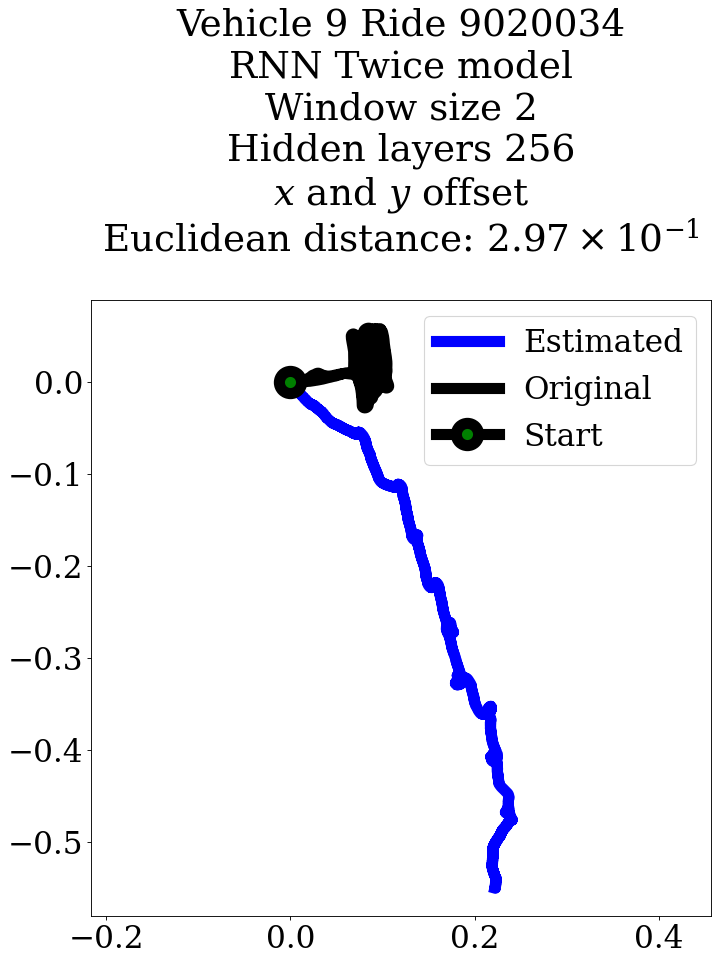 Vehicle 9 Ride 9020034
RNN Twice model
Window size 2
Hidden layers 256
x and y offset
Euclidean distance: 2.97 × 10⁻¹
Estimated
Original
Start
0.0
−0.1
−0.2
−0.3
−0.4
−0.5
−0.2 0.0 0.2 0.4